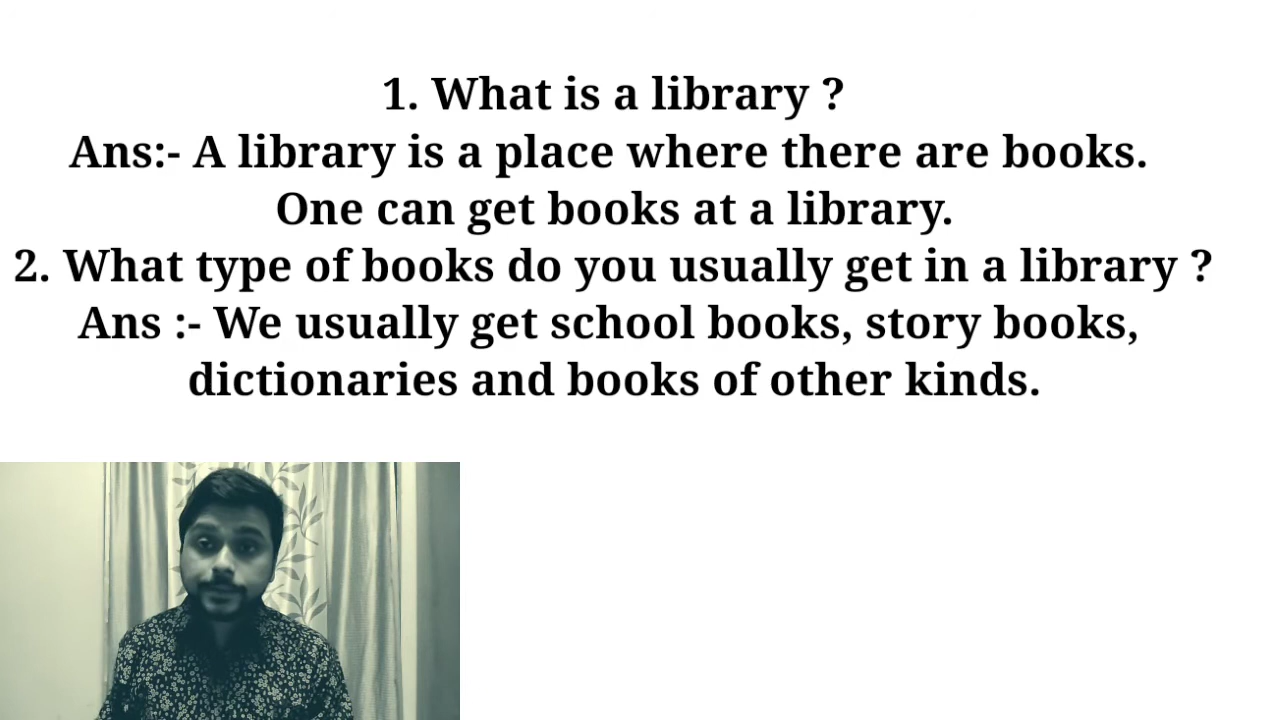 1. What is a library ?
Ans:- A library is a place where there are books.
One can get books at a library.
2. What type of books do you usually get in a library ?
Ans :- We usually get school books, story books,
dictionaries and books of other kinds.